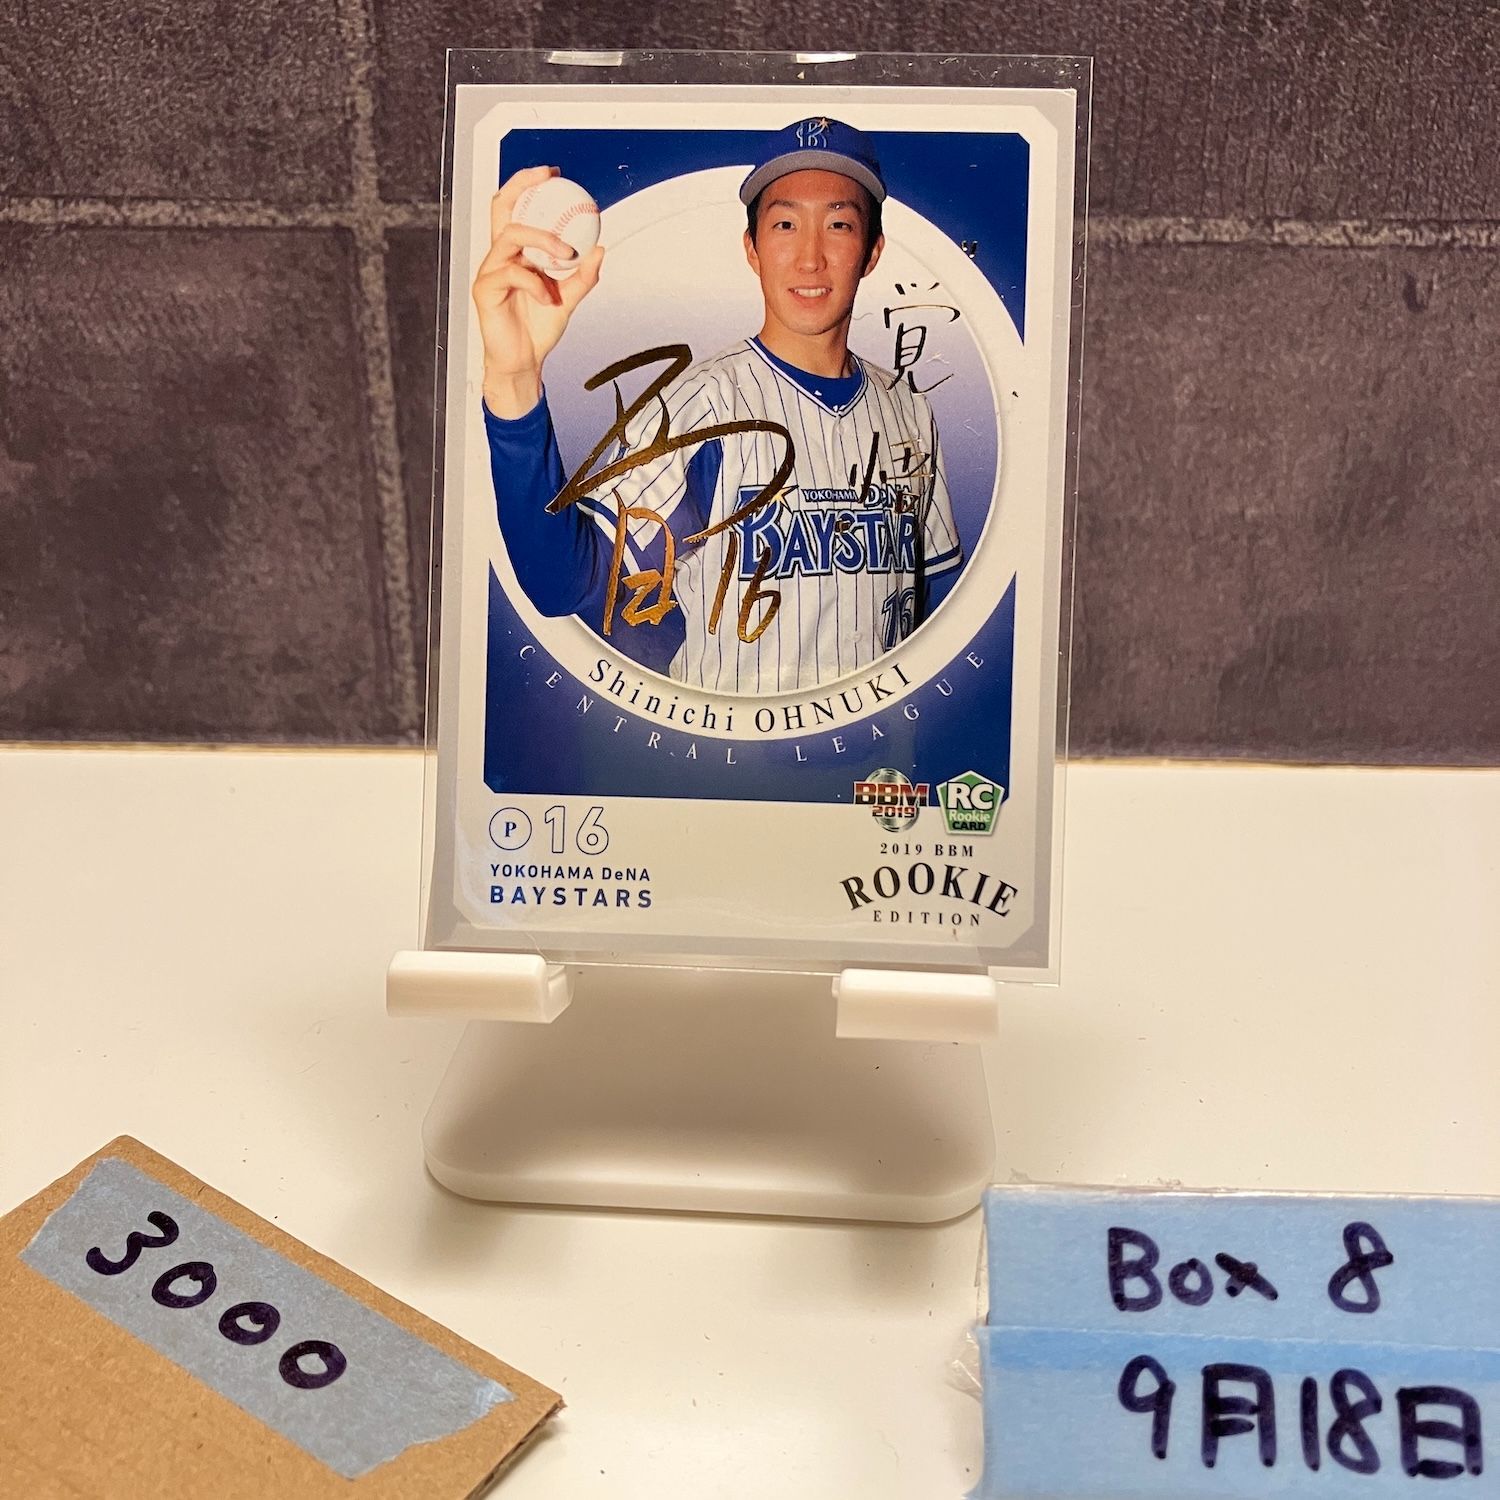 B
覚悟
YOKOHAMA DeNA
BAYSTARS
16
16
Shinichi OHNUKI
CENTRAL LEAGUE
BBM
2019
RC
Rookie
CARD
P 16
YOKOHAMA DeNA
BAYSTARS
2019 BBM
ROOKIE
EDITION
3000
Box 8
9月18日